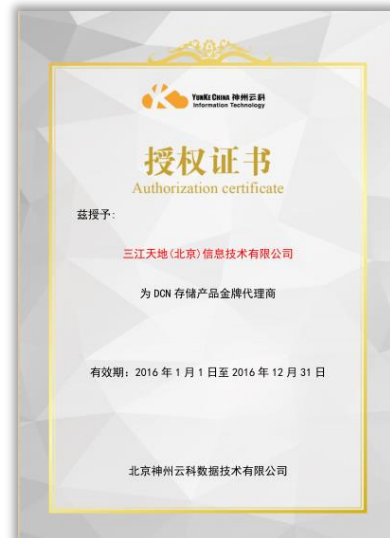 YUNKE CHINA 神州云科
Information Technology
授权证书
Authorization certificate
兹授予:
三江天地(北京)信息技术有限公司
为 DCN 存储产品金牌代理商
有效期: 2016 年 1 月 1 日至 2016 年 12 月 31 日
北京神州云科数据技术有限公司